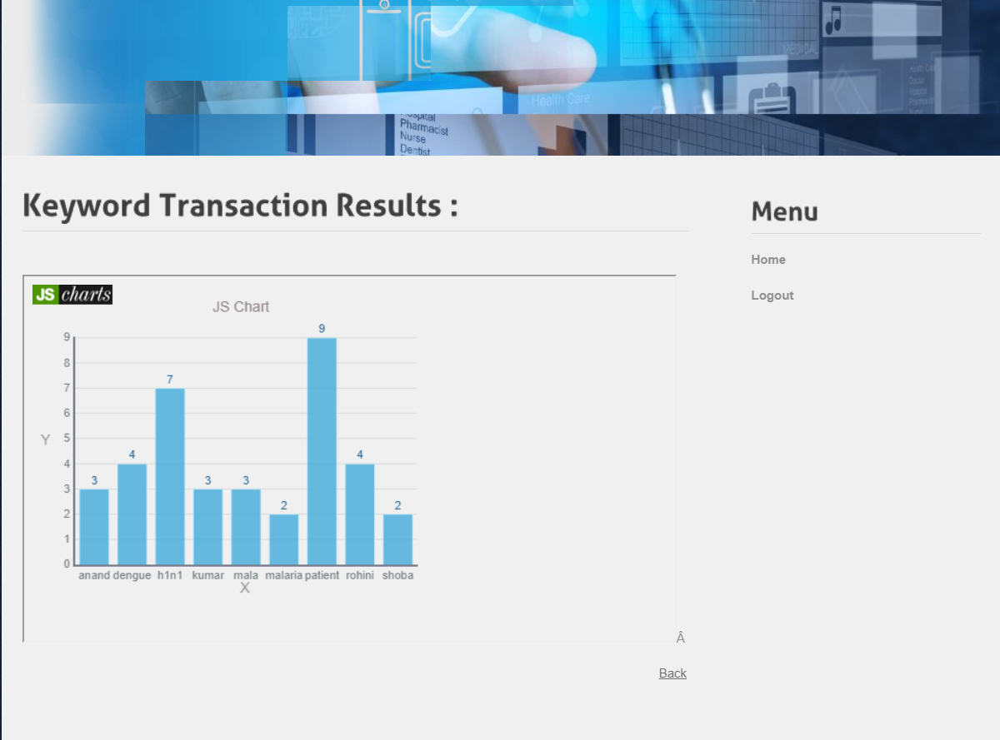 MEDICAL
Health Care
Hospital
Pharmacist
Nurse
Dentist
Keyword Transaction Results :
Menu
Home
Logout
JS charts
JS Chart
9
8
7
6
5
4
3
2
1
0
Y
3 4 7 3 3 2 9 4 2
anand dengue h1n1 kumar mala malaria patient rohini shoba
X
Â
Back